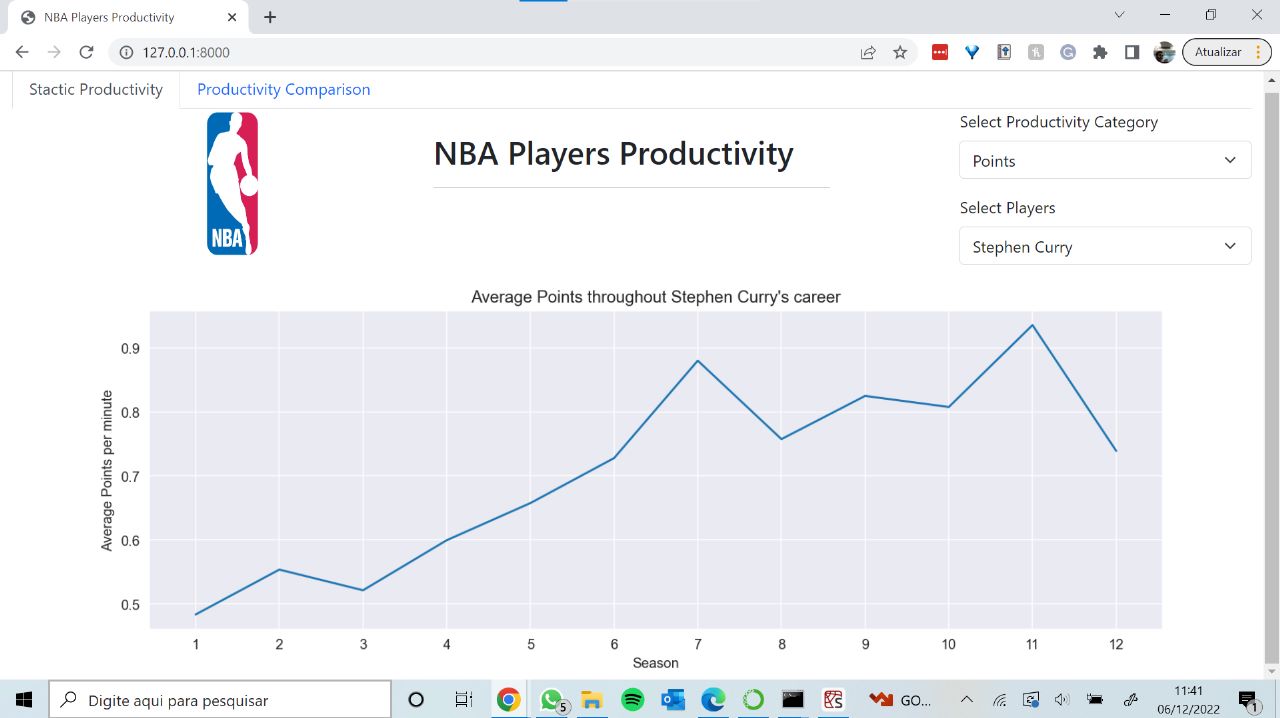 NBA Players Productivity
127.0.0.1:8000
Atualizar
Stactic Productivity
Productivity Comparison
NBA
NBA Players Productivity
Select Productivity Category
Points
Select Players
Stephen Curry
Average Points throughout Stephen Curry's career
Average Points per minute
0.9
0.8
0.7
0.6
0.5
1 2 3 4 5 6 7 8 9 10 11 12
Season
Digite aqui para pesquisar
5
GO...
11:41
06/12/2022
1